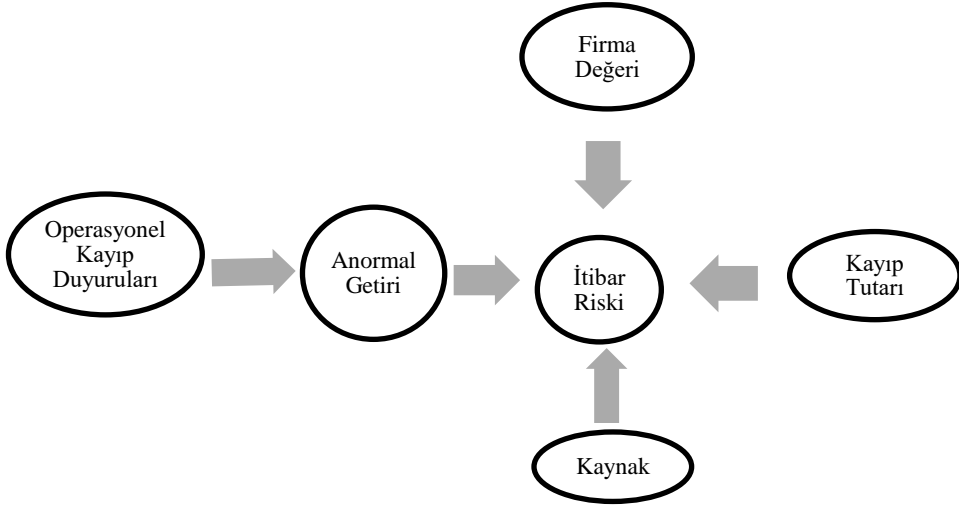 Firma
Değeri
Operasyonel
Kayıp
Duyuruları
Anormal
Getiri
İtibar
Riski
Kayıp
Tutarı
Kaynak